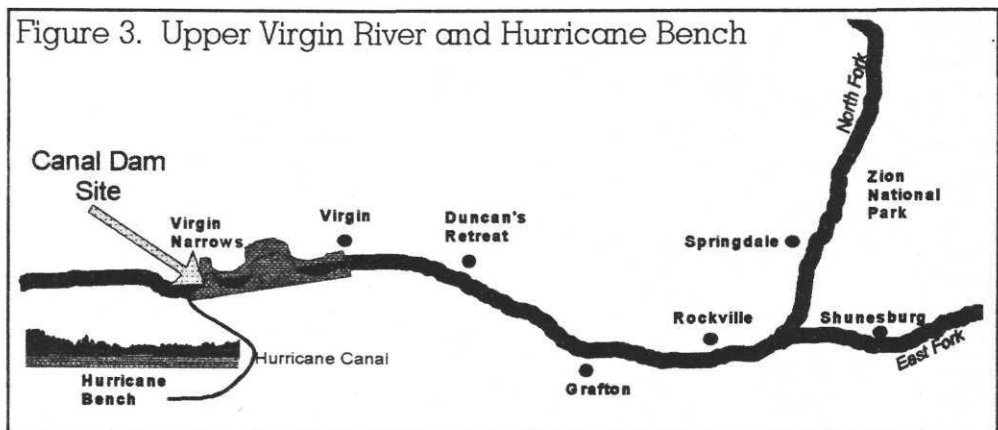 Figure 3. Upper Virgin River and Hurricane Bench
North Fork
Canal Dam
Site
Zion
National
Park
Virgin
Narrows
Virgin
Duncan's
Retreat
Springdale
Rockville
Shunesburg
East Fork
Hurricane Canal
Hurricane
Bench
Grafton